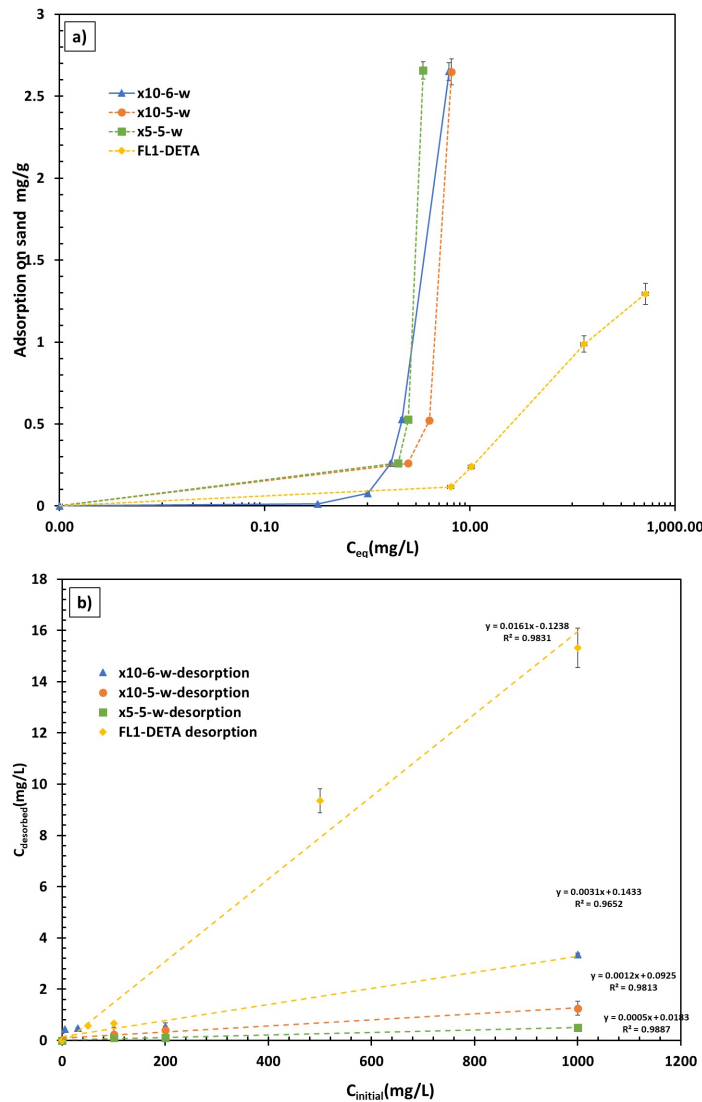 a)
3
2.5
2
1.5
1
0.5
0
Adsorption on sand mg/g
x10-6-w
x10-5-w
x5-5-w
FL1-DETA
0.00
0.10
10.00
1,000.00
Ceq(mg/L)
b)
18
16
14
12
10
8
6
4
2
0
Cdesorbed(mg/L)
x10-6-w-desorption
x10-5-w-desorption
x5-5-w-desorption
FL1-DETA desorption
y = 0.0161x - 0.1238
R² = 0.9831
y = 0.0031x + 0.1433
R² = 0.9652
y = 0.0012x + 0.0925
R² = 0.9813
y = 0.0005x + 0.0183
R² = 0.9887
0
200
400
600
800
1000
1200
Cinitial(mg/L)